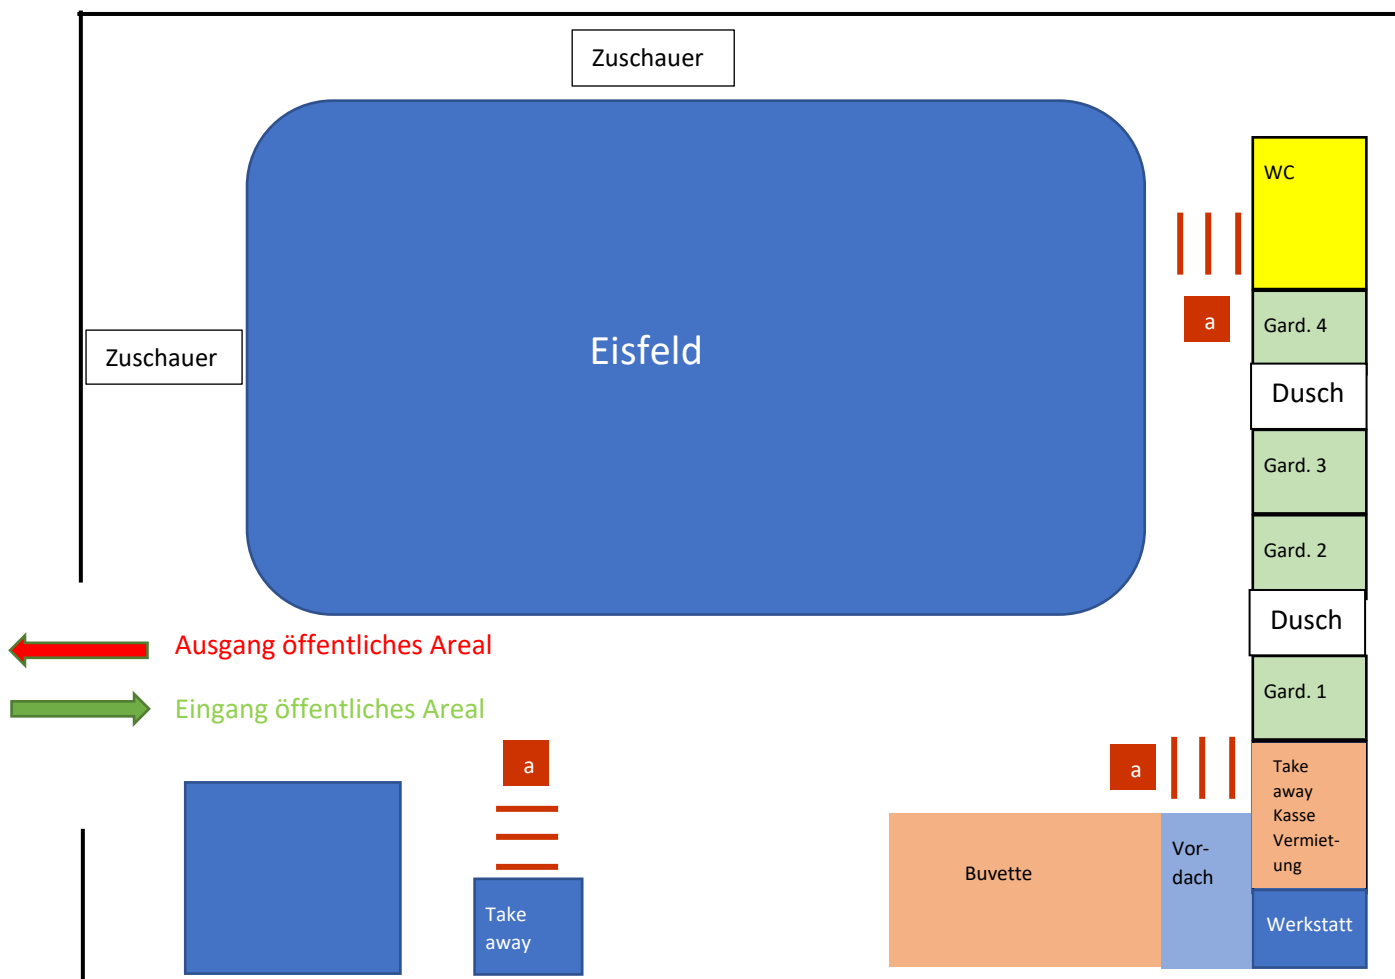 Zuschauer
WC
a
Gard. 4
Zuschauer
Eisfeld
Dusch
Gard. 3
Gard. 2
Dusch
Ausgang öffentliches Areal
Gard. 1
Eingang öffentliches Areal
a
a
Take
away
Kasse
Vermiet-
ung
Vor-
dach
Buvette
Take
away
Werkstatt